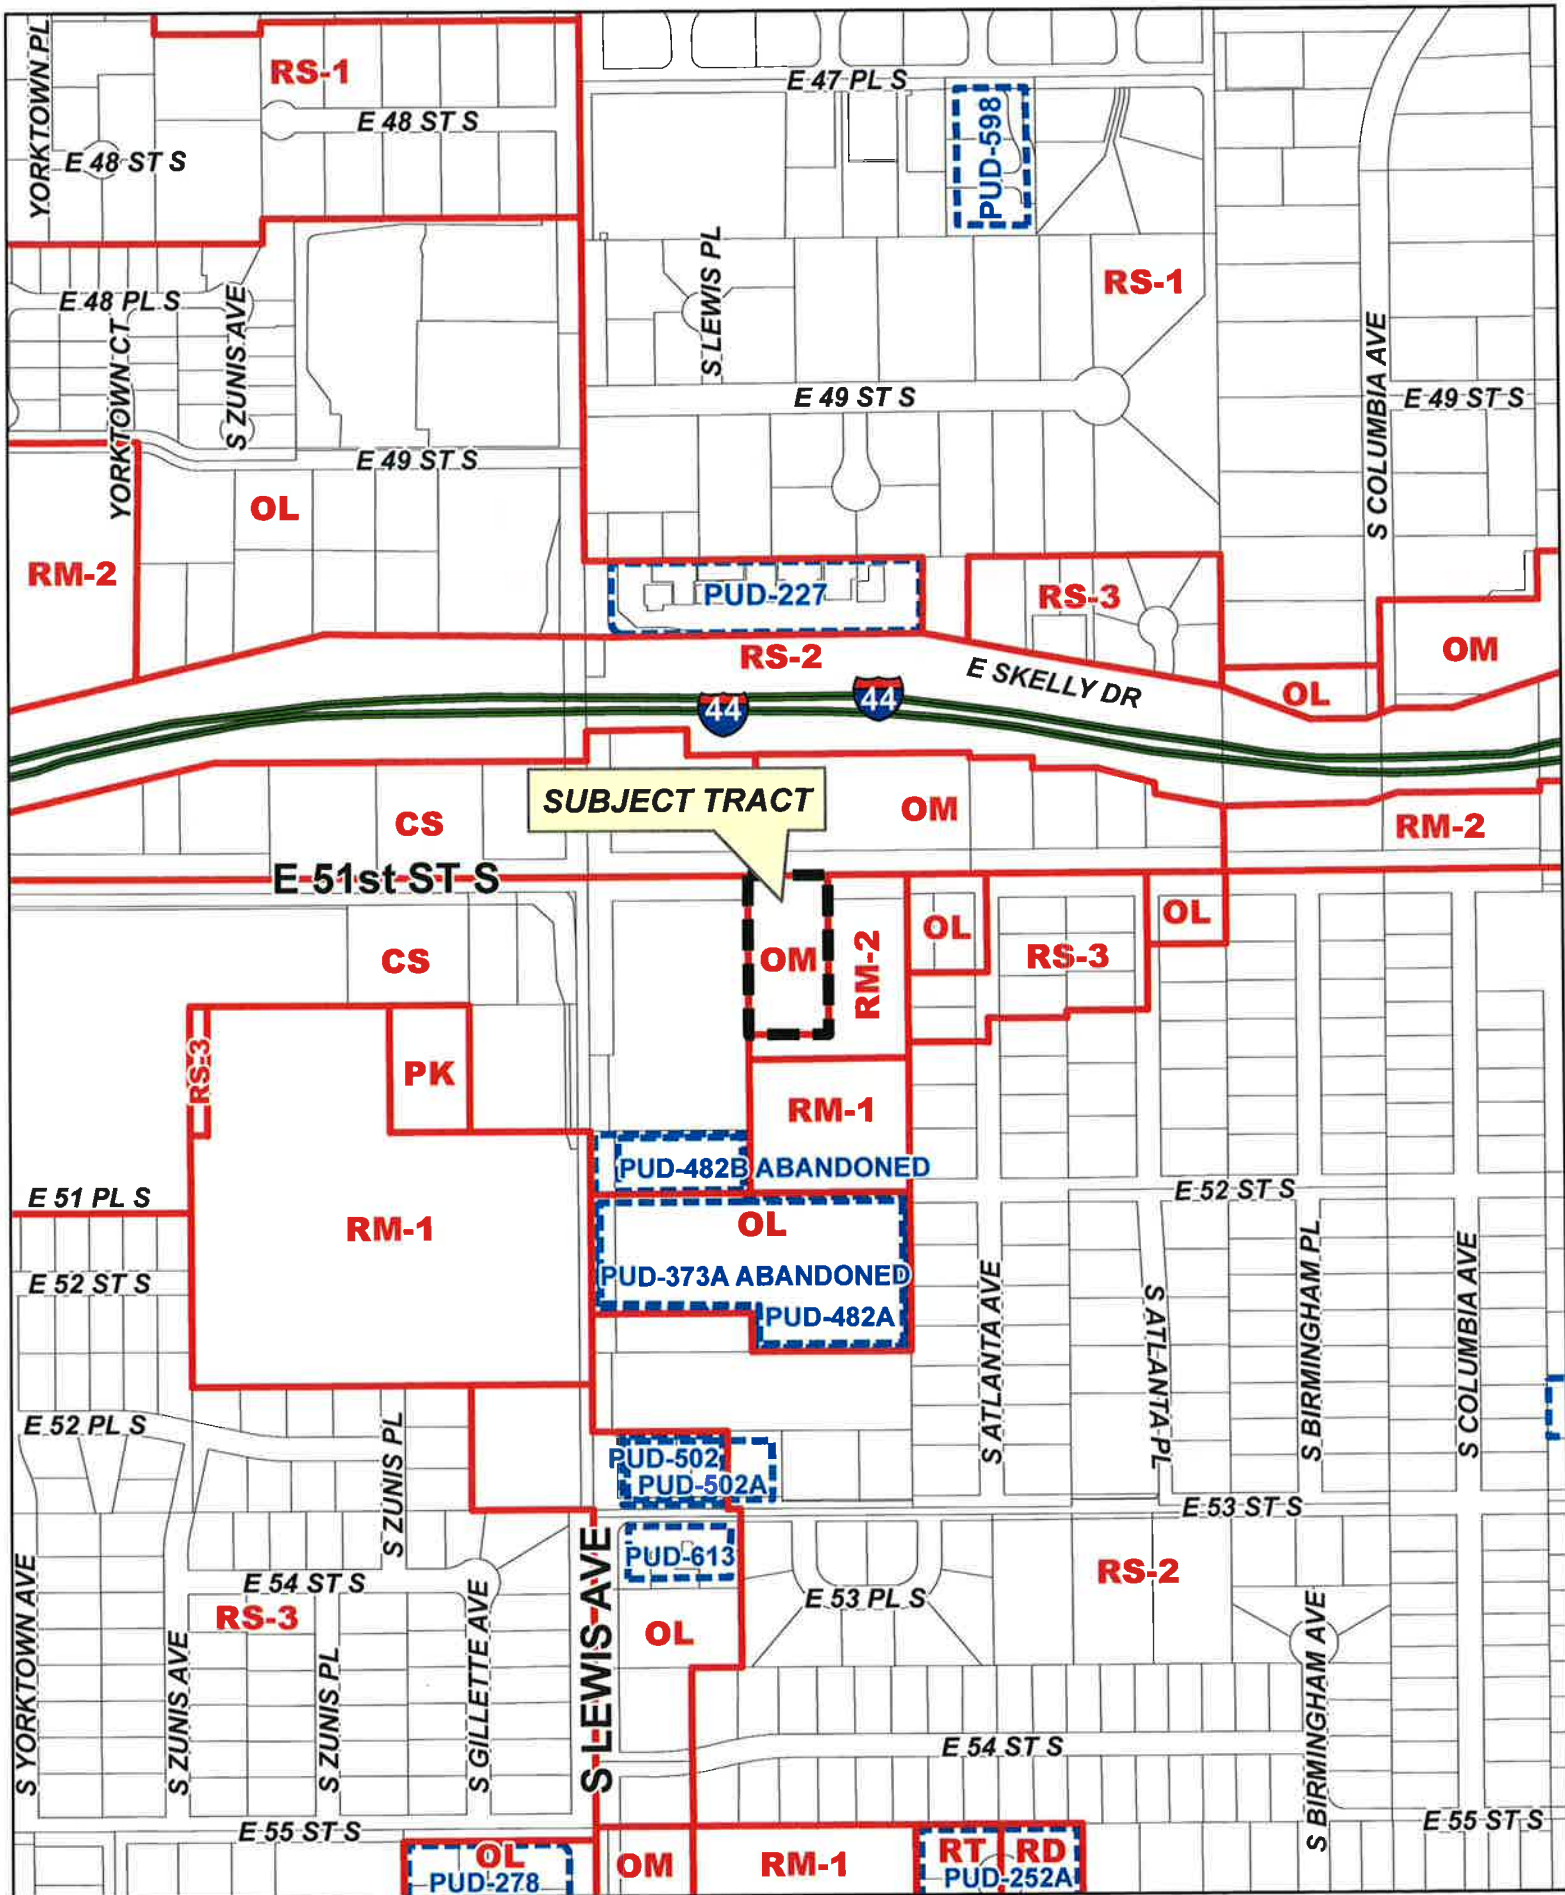 YORKTOWN PL
RS-1
E 47 PL S
E 48 ST S
PUD-598
E 48 ST S
RS-1
S LEWIS PL
E 48 PL S
S ZUNIS AVE
YORKTOWN CT
S COLUMBIA AVE
E 49 ST S
E 49 ST S
E 49 ST S
OL
RM-2
PUD-227
RS-3
OM
RS-2
E SKELLY DR
OL
44
44
SUBJECT TRACT
CS
OM
RM-2
E 51st ST S
OL
OL
CS
OM
RM-2
RS-3
RS-3
PK
RM-1
PUD-482B ABANDONED
E 51 PL S
E 52 ST S
RM-1
OL
PUD-373A ABANDONED
E 52 ST S
PUD-482A
S ATLANTA AVE
S ATLANTA PL
S BIRMINGHAM PL
S COLUMBIA AVE
E 52 PL S
S ZUNIS PL
PUD-502
PUD-502A
E 53 ST S
S LEWIS AVE
PUD-613
RS-2
E 54 ST S
E 53 PL S
RS-3
OL
S YORKTOWN AVE
S ZUNIS AVE
S ZUNIS PL
S GILLETTE AVE
S BIRMINGHAM AVE
E 54 ST S
E 55 ST S
E 55 ST S
OL
PUD-278
OM
RM-1
RT
RD
PUD-252A